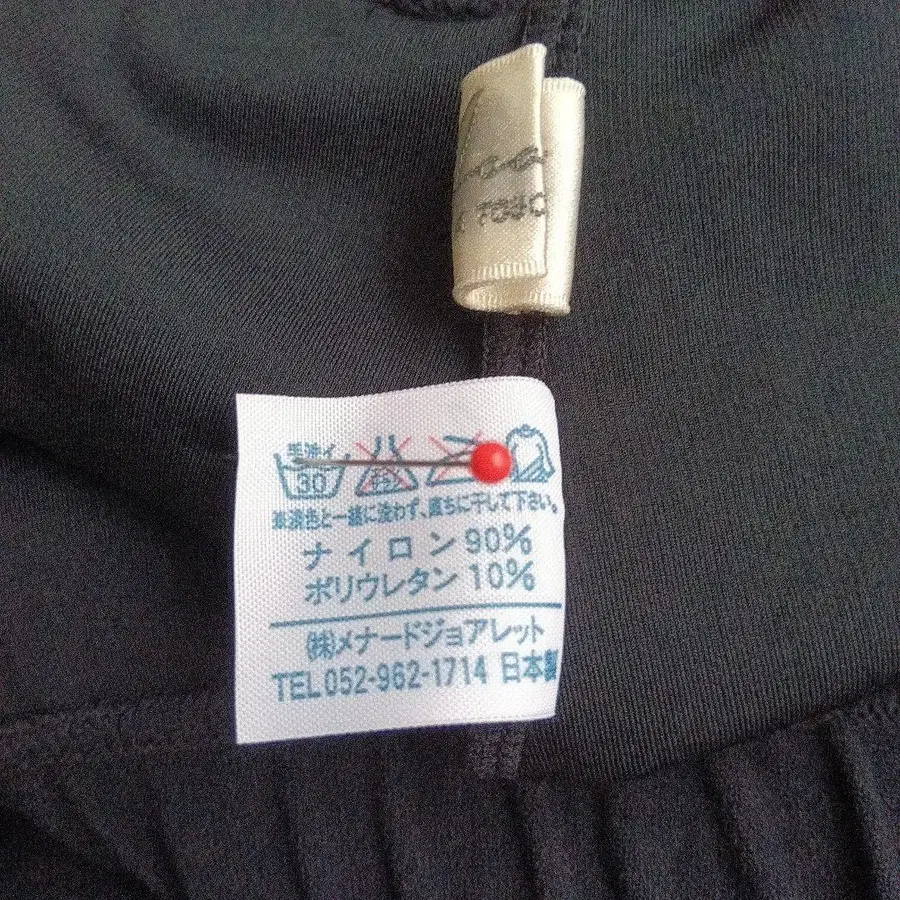 手洗イ
30
濃淡色と一緒に洗わず、直ちに干して下さい。
ナイロン 90%
ポリウレタン 10%
㈱メナードジョアレット
TEL 052-962-1714 日本製